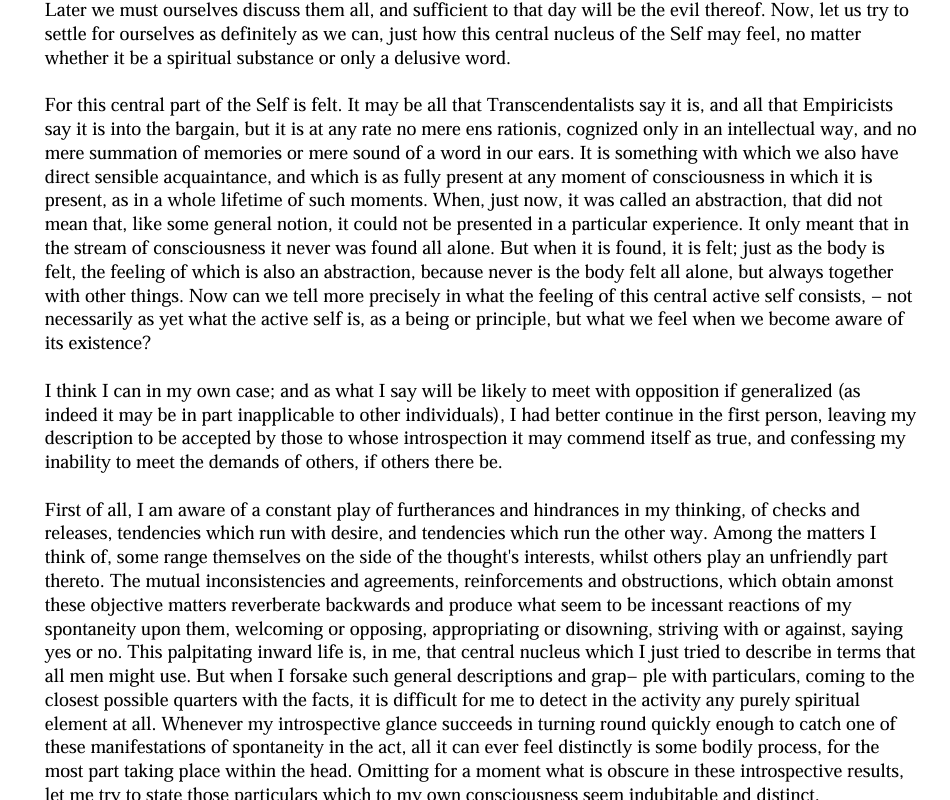 Later we must ourselves discuss them all, and sufficient to that day will be the evil thereof. Now, let us try to
settle for ourselves as definitely as we can, just how this central nucleus of the Self may feel, no matter
whether it be a spiritual substance or only a delusive word.
For this central part of the Self is felt. It may be all that Transcendentalists say it is, and all that Empiricists
say it is into the bargain, but it is at any rate no mere ens rationis, cognized only in an intellectual way, and no
mere summation of memories or mere sound of a word in our ears. It is something with which we also have
direct sensible acquaintance, and which is as fully present at any moment of consciousness in which it is
present, as in a whole lifetime of such moments. When, just now, it was called an abstraction, that did not
mean that, like some general notion, it could not be presented in a particular experience. It only meant that in
the stream of consciousness it never was found all alone. But when it is found, it is felt; just as the body is
felt, the feeling of which is also an abstraction, because never is the body felt all alone, but always together
with other things. Now can we tell more precisely in what the feeling of this central active self consists, – not
necessarily as yet what the active self is, as a being or principle, but what we feel when we become aware of
its existence?
I think I can in my own case; and as what I say will be likely to meet with opposition if generalized (as
indeed it may be in part inapplicable to other individuals), I had better continue in the first person, leaving my
description to be accepted by those to whose introspection it may commend itself as true, and confessing my
inability to meet the demands of others, if others there be.
First of all, I am aware of a constant play of furtherances and hindrances in my thinking, of checks and
releases, tendencies which run with desire, and tendencies which run the other way. Among the matters I
think of, some range themselves on the side of the thought's interests, whilst others play an unfriendly part
thereto. The mutual inconsistencies and agreements, reinforcements and obstructions, which obtain amonst
these objective matters reverberate backwards and produce what seem to be incessant reactions of my
spontaneity upon them, welcoming or opposing, appropriating or disowning, striving with or against, saying
yes or no. This palpitating inward life is, in me, that central nucleus which I just tried to describe in terms that
all men might use. But when I forsake such general descriptions and grap– ple with particulars, coming to the
closest possible quarters with the facts, it is difficult for me to detect in the activity any purely spiritual
element at all. Whenever my introspective glance succeeds in turning round quickly enough to catch one of
these manifestations of spontaneity in the act, all it can ever feel distinctly is some bodily process, for the
most part taking place within the head. Omitting for a moment what is obscure in these introspective results,
let me try to state those particulars which to my own consciousness seem indubitable and distinct.